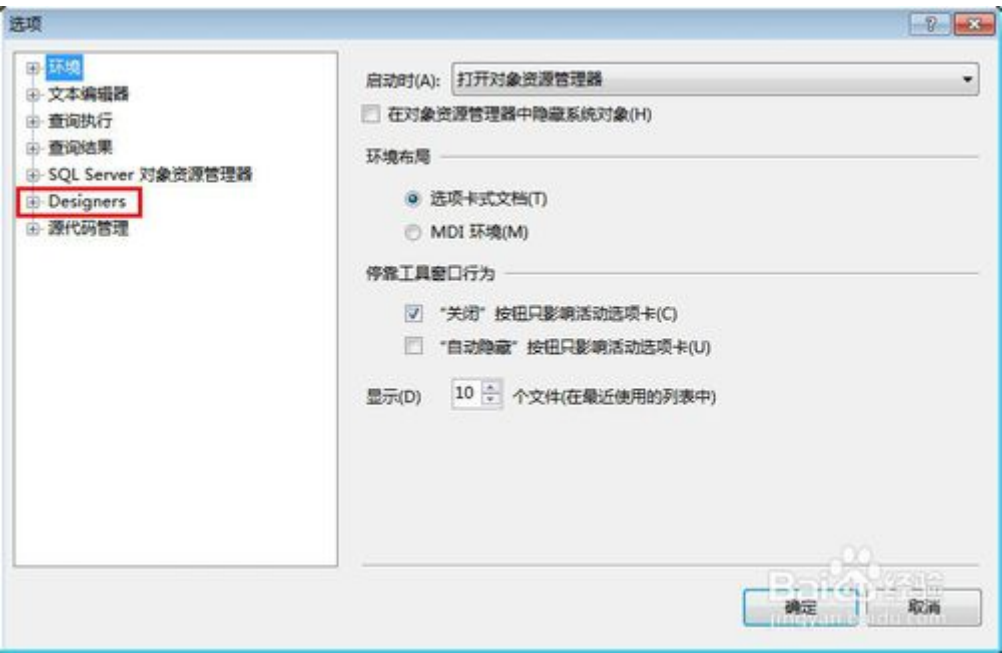 选项
环境
文本编辑器
查询执行
查询结果
SQL Server 对象资源管理器
Designers
源代码管理
启动时(A): 打开对象资源管理器
在对象资源管理器中隐藏系统对象(H)
环境布局
选项卡式文档(T)
MDI 环境(M)
停靠工具窗口行为
“关闭” 按钮只影响活动选项卡(C)
“自动隐藏” 按钮只影响活动选项卡(U)
显示(D) 10 个文件(在最近使用的列表中)
Baidu 经验
jingyan.baidu.com
确定 取消